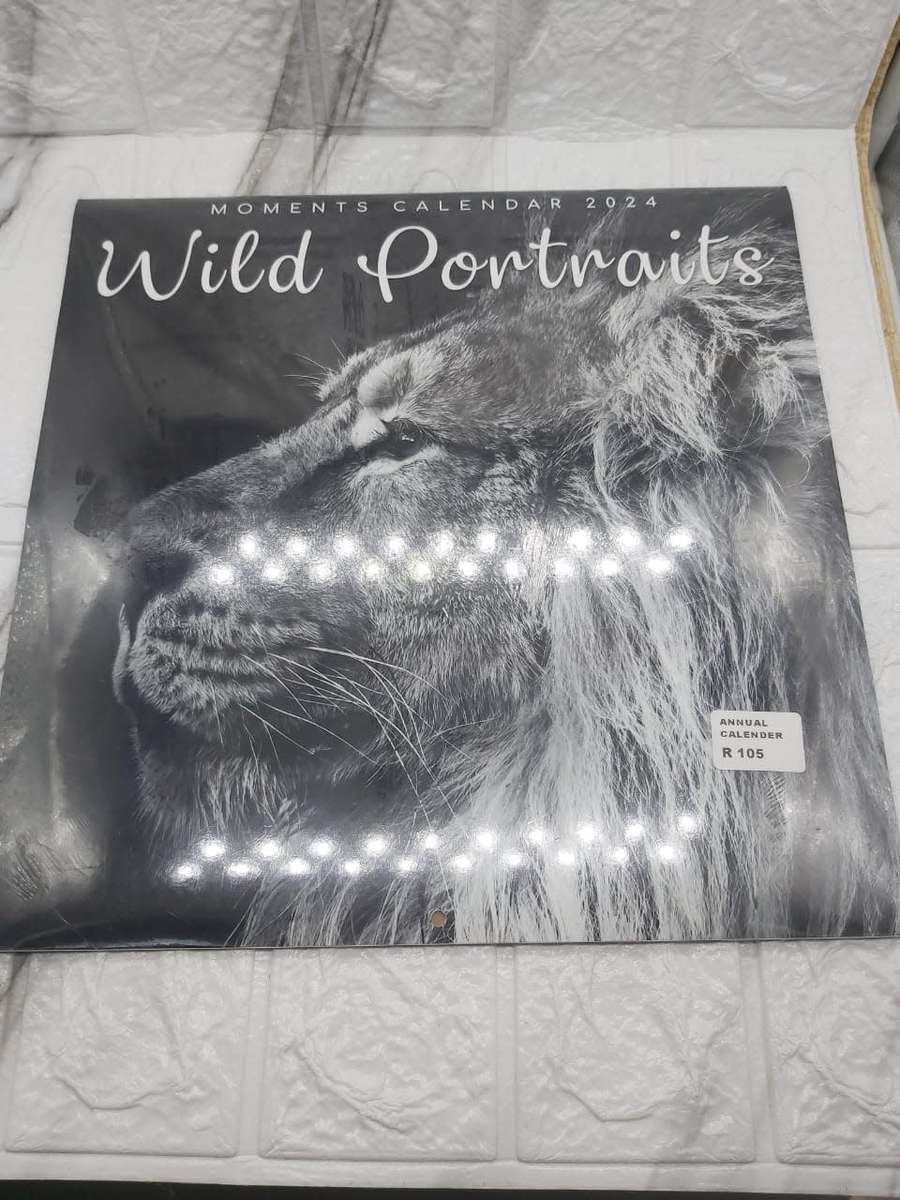 MOMENTS CALENDAR 2024
Wild Portraits
ANNUAL
CALENDER
R 105